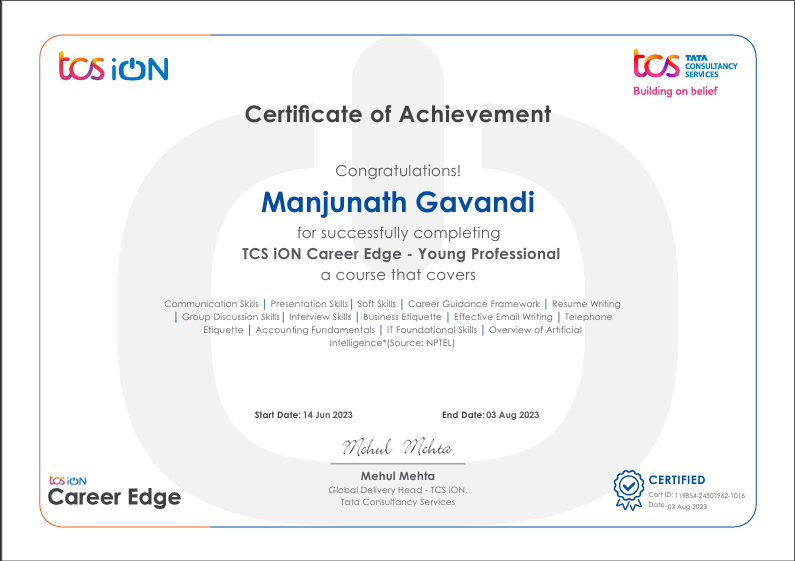 tcs iON
tcs TATA
CONSULTANCY
SERVICES
Building on belief
Certificate of Achievement
Congratulations!
Manjunath Gavandi
for successfully completing
TCS iON Career Edge - Young Professional
a course that covers
Communication Skills | Presentation Skills| Soft Skills | Career Guidance Framework | Resume Writing
| Group Discussion Skills| Interview Skills | Business Etiquette | Effective Email Writing | Telephone
Etiquette | Accounting Fundamentals | IT Foundational Skills | Overview of Artificial
Intelligence*(Source: NPTEL)
Start Date: 14 Jun 2023
End Date: 03 Aug 2023
Mehul Mehta
Mehul Mehta
Global Delivery Head - TCS iON,
Tata Consultancy Services
tcs iON
Career Edge
CERTIFIED
Cert ID: 119854-24501962-1016
Date: 03 Aug 2023